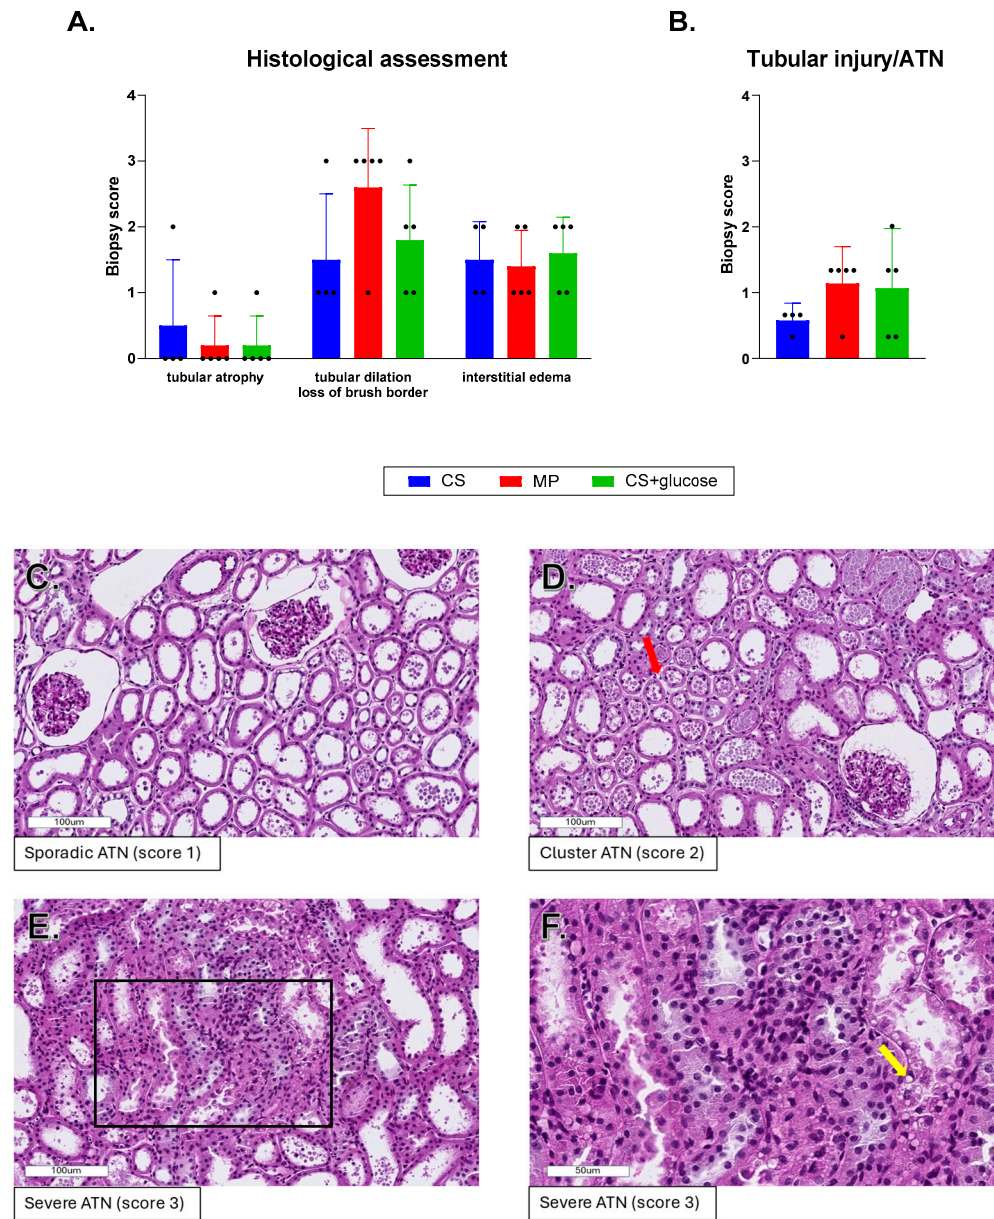 A.
B.
Histological assessment
Tubular injury/ATN
Biopsy score
4
3
2
1
0
tubular atrophy
tubular dilation
loss of brush border
interstitial edema
Biopsy score
4
3
2
1
0
CS MP CS+glucose
C.
100um
Sporadic ATN (score 1)
D.
100um
Cluster ATN (score 2)
E.
100um
Severe ATN (score 3)
F.
50um
Severe ATN (score 3)